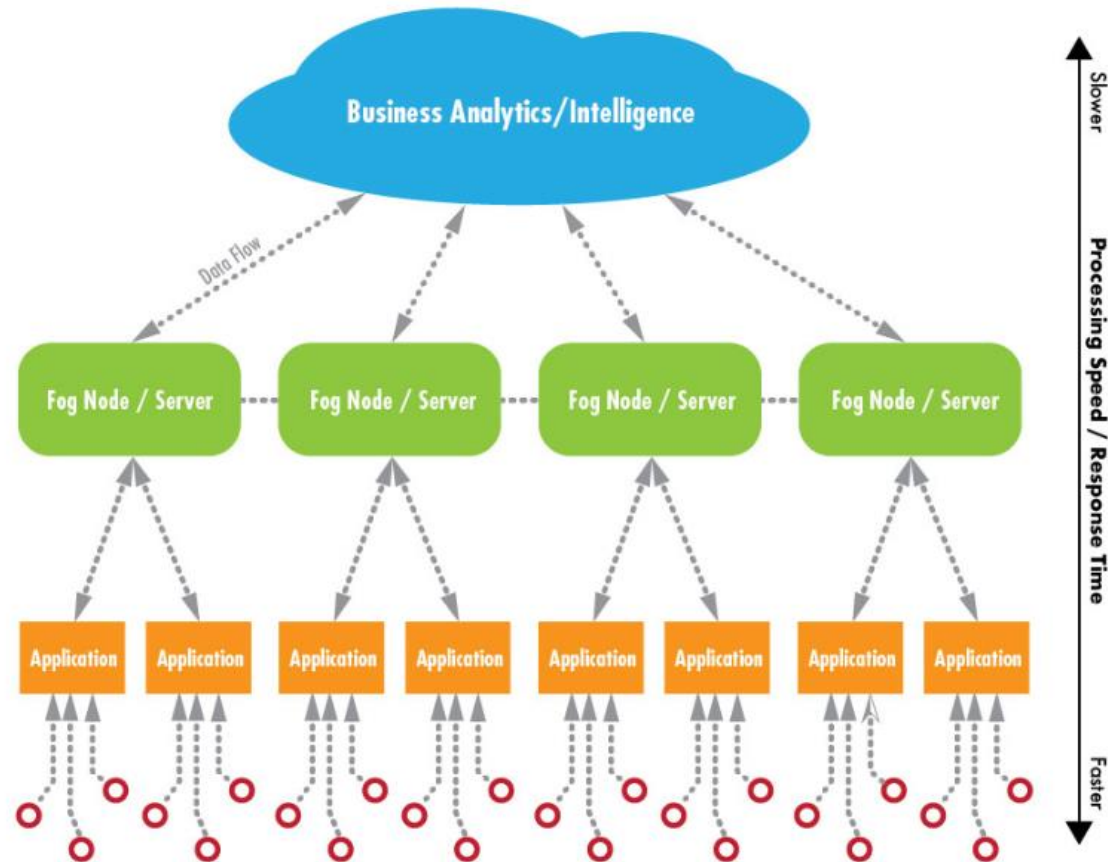 Business Analytics/Intelligence
Slower
Data Flow
Processing Speed / Response Time
Fog Node / Server
Fog Node / Server
Fog Node / Server
Fog Node / Server
Application
Application
Application
Application
Application
Application
Application
Application
Faster